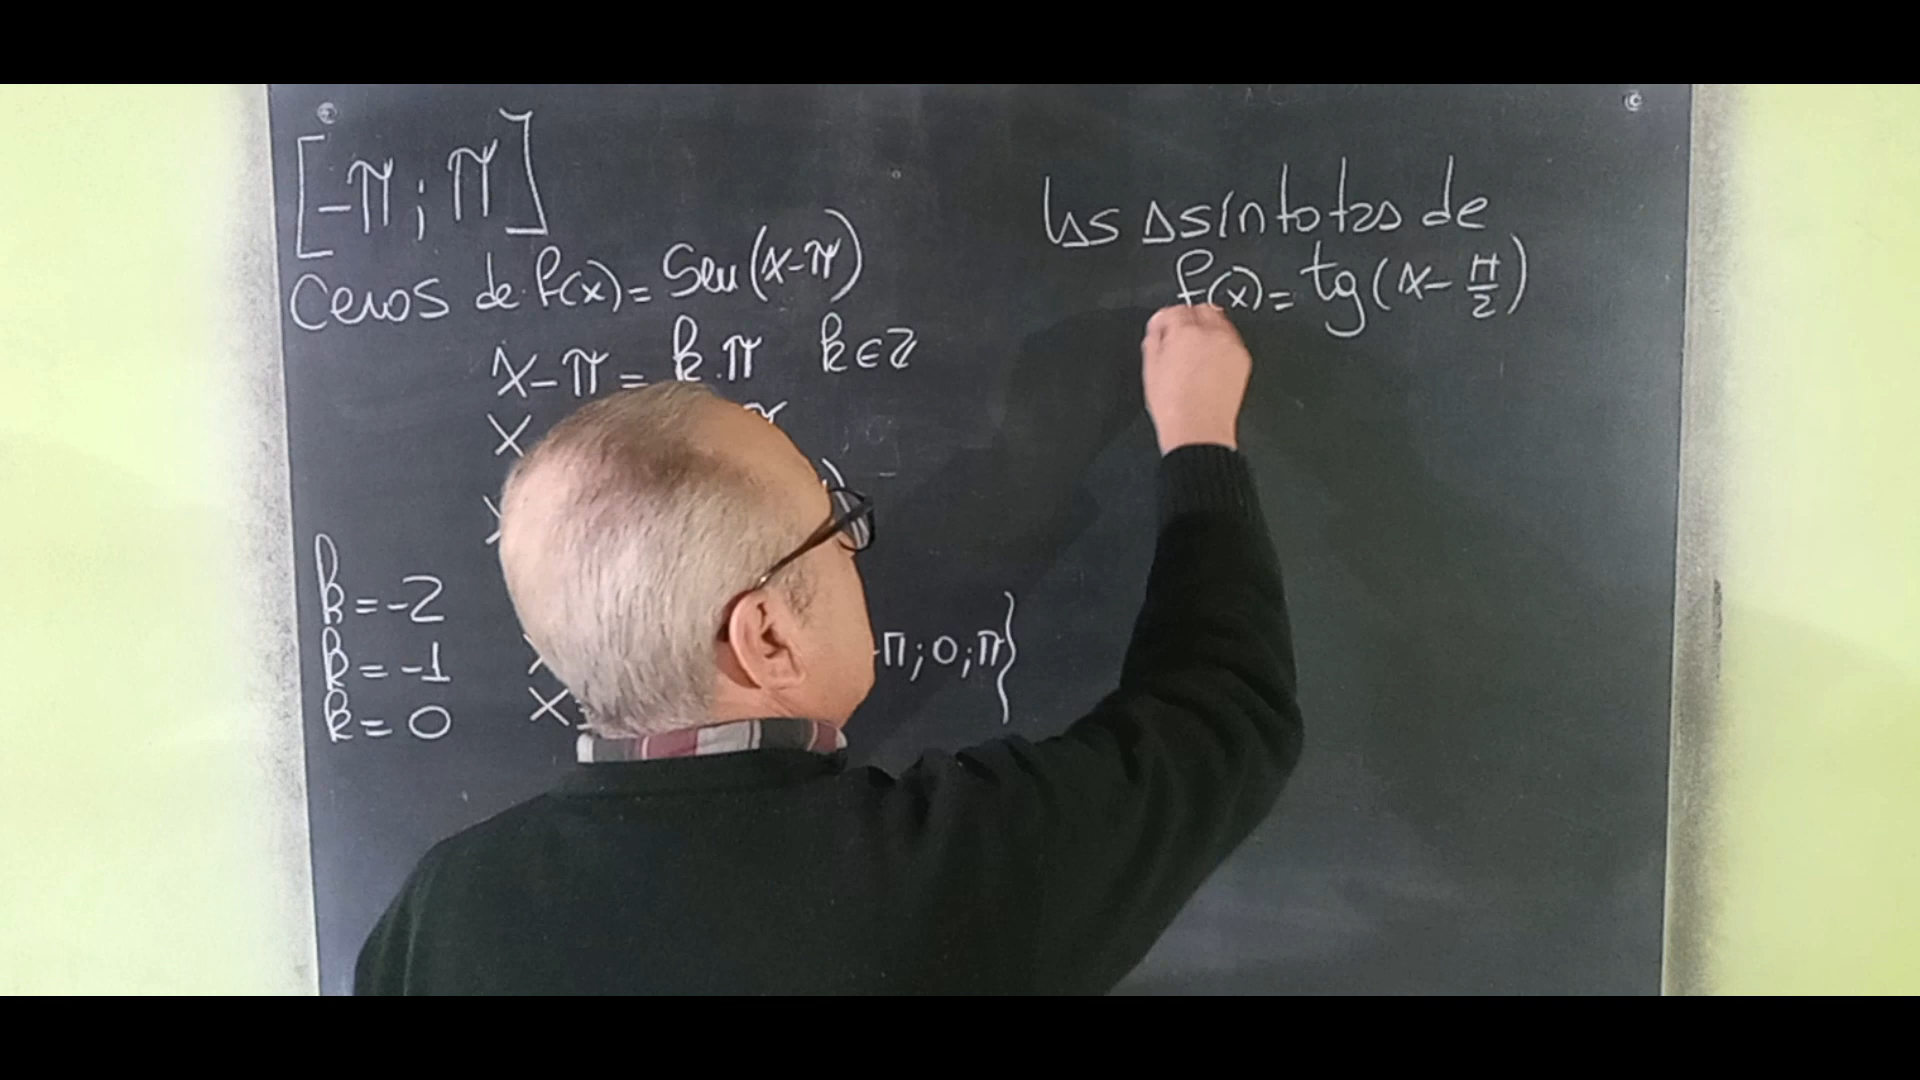 [-π; π]
Ceros de f(x) = Sen (x-π)
x-π = k.π k∈Z
x
k = -2
k = -1
k = 0 x
-π; 0; π}
las asíntotas de
f(x) = tg (x - π/2)